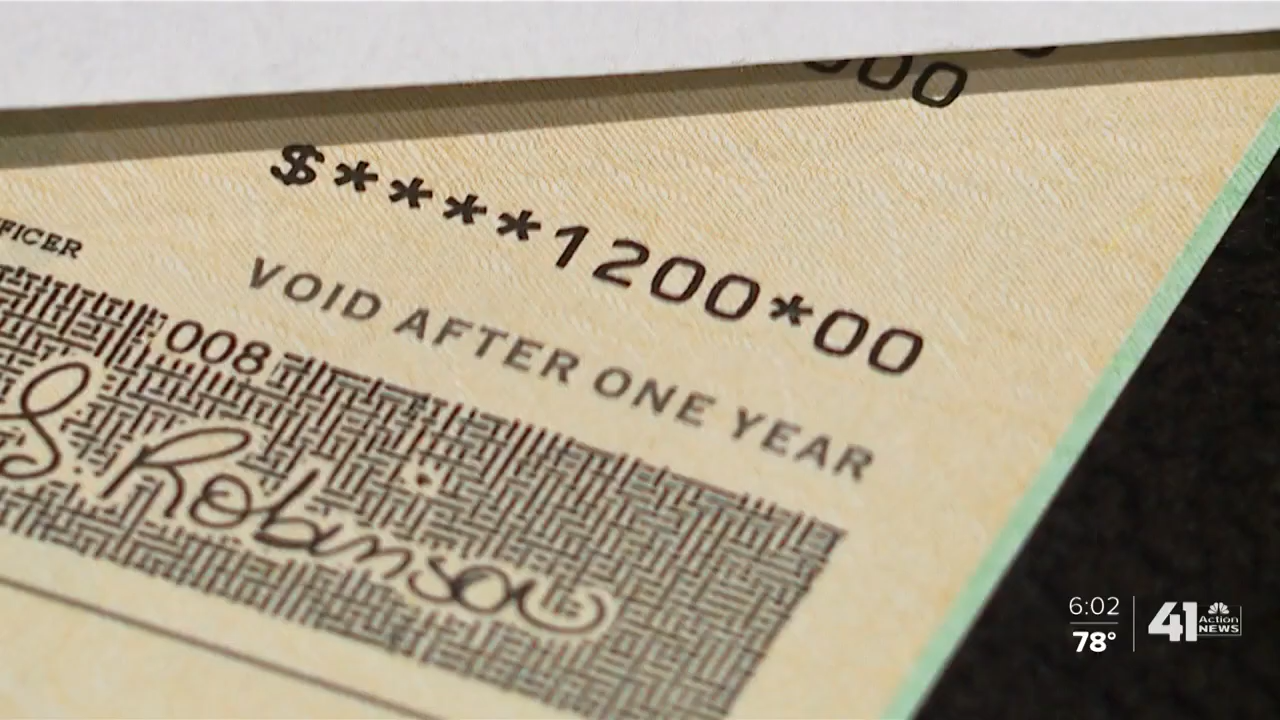 000
$****1200*00
FICER
VOID AFTER ONE YEAR
008
S. Robinson
6:02
78°
41 Action NEWS